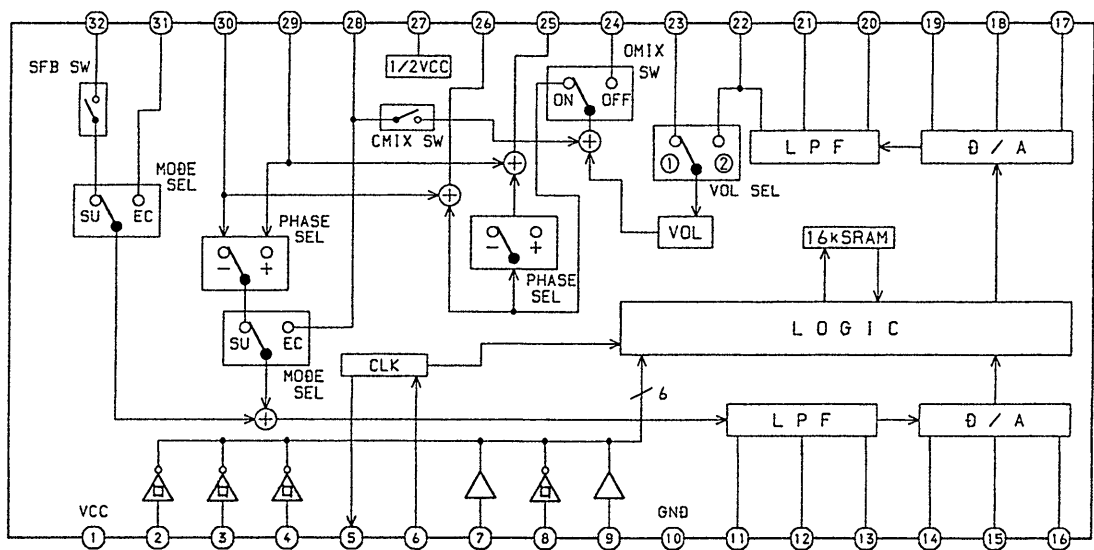 32 31 30 29 28 27 26 25 24 23 22 21 20 19 18 17
SFB SW
1/2VCC
OMIX
SW
ON OFF
CMIX SW
① ②
VOL SEL
LPF
D/A
MODE
SEL
SU EC
PHASE
SEL
- +
VOL
16kSRAM
- +
PHASE
SEL
LOGIC
SU EC
MODE
SEL
CLK
6
LPF
D/A
VCC
GND
1 2 3 4 5 6 7 8 9 10 11 12 13 14 15 16